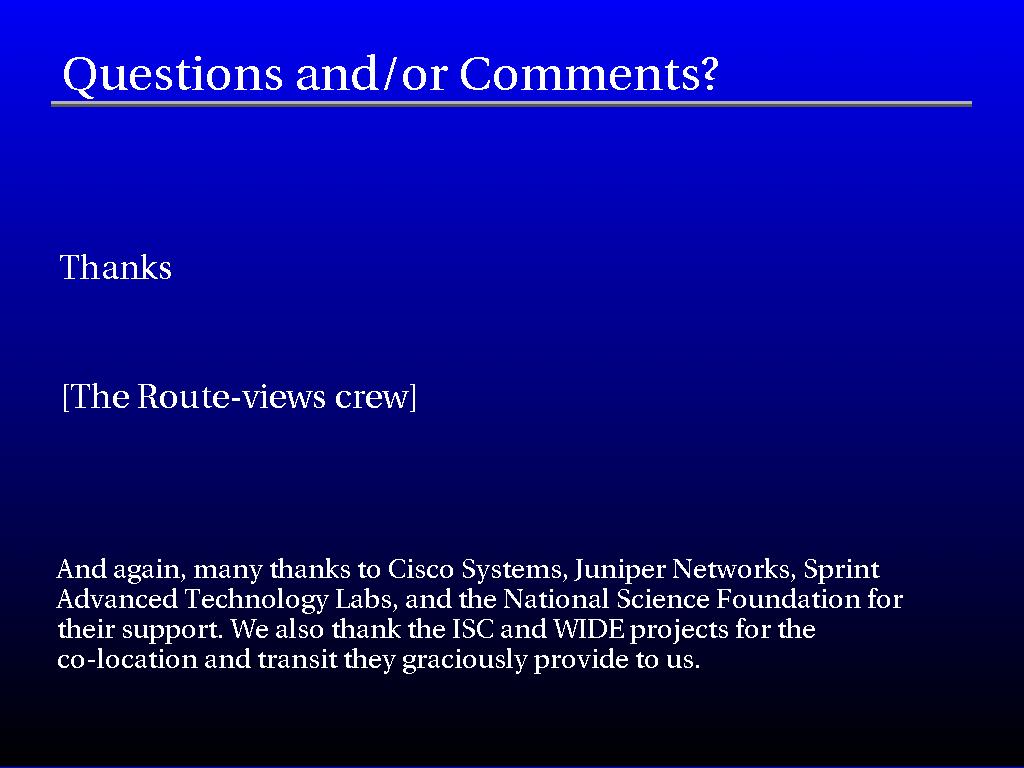 Questions and/or Comments?
Thanks
[The Route-views crew]
And again, many thanks to Cisco Systems, Juniper Networks, Sprint
Advanced Technology Labs, and the National Science Foundation for
their support. We also thank the ISC and WIDE projects for the
co-location and transit they graciously provide to us.